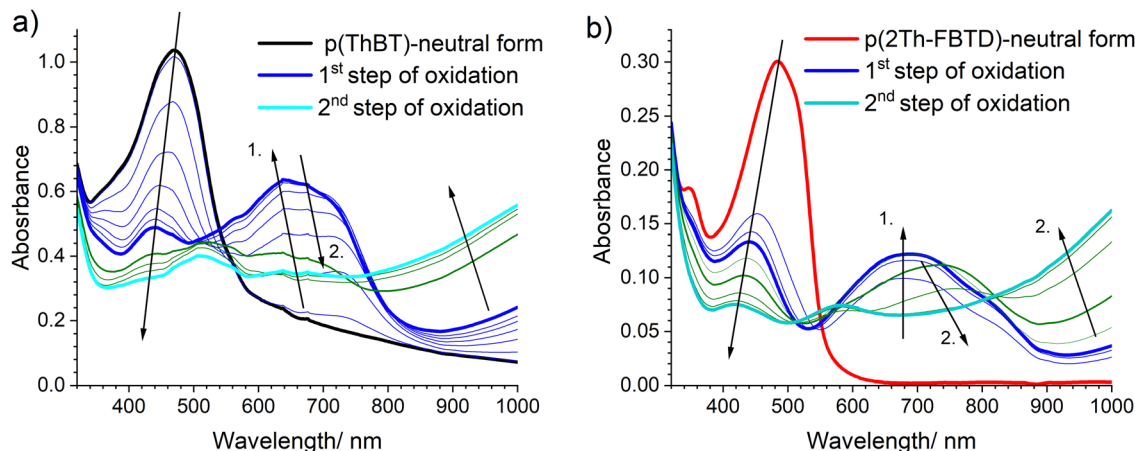 a)
p(ThBT)-neutral form
1st step of oxidation
2nd step of oxidation
1.
2.
Aboosrbance
0.0
0.2
0.4
0.6
0.8
1.0
400 500 600 700 800 900 1000
Wavelength/ nm
b)
p(2Th-FBTD)-neutral form
1st step of oxidation
2nd step of oxidation
1.
2.
2.
Abosrbance
0.00
0.05
0.10
0.15
0.20
0.25
0.30
400 500 600 700 800 900 1000
Wavelength/ nm